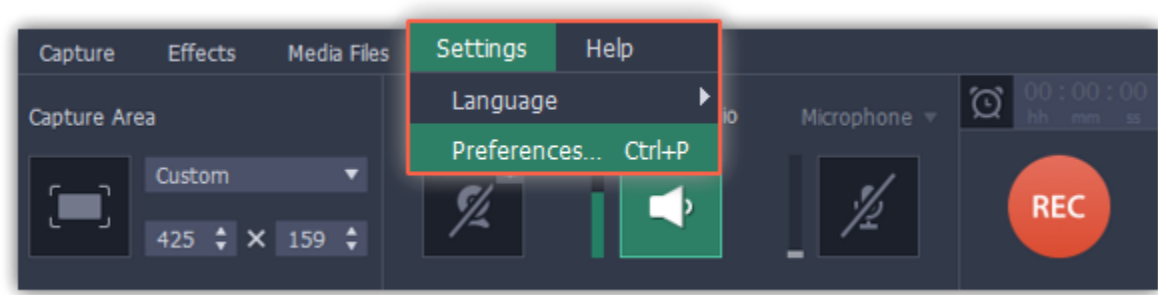 Capture Effects Media Files Settings Help
Language
Preferences... Ctrl+P
Capture Area
io
Microphone
00 : 00 : 00
hh mm ss
Custom
425 × 159
REC